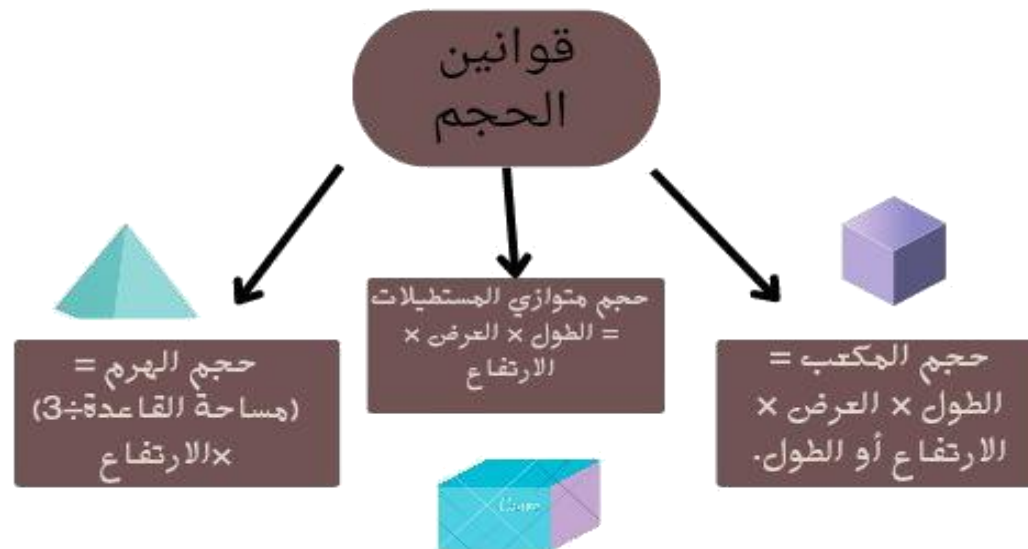 قوانين
الحجم
حجم المكعب =
الطول × العرض ×
الارتفاع أو الطول.
حجم متوازي المستطيلات
= الطول × العرض ×
الارتفاع
حجم الهرم =
(مساحة القاعدة÷3)
×الارتفاع